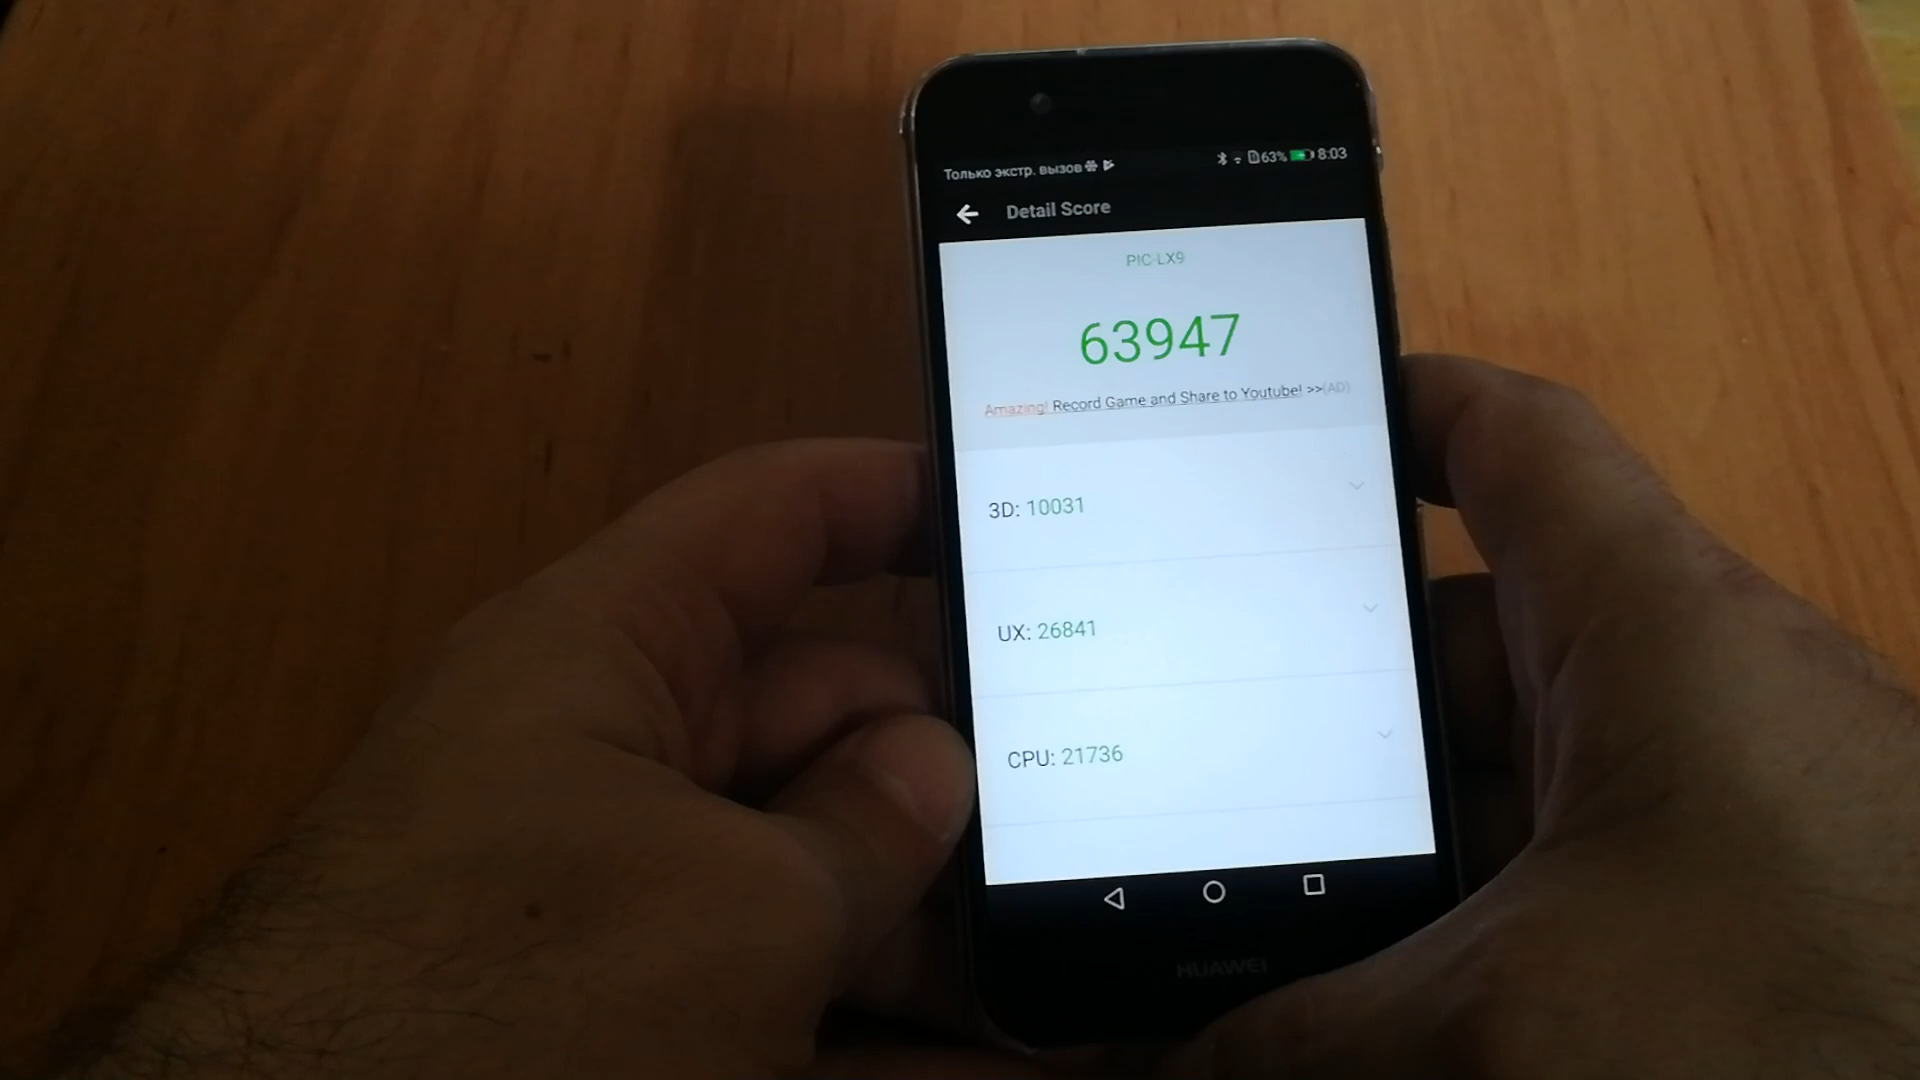 Только экстр. вызов 63% 8:03
Detail Score
PIC-LX9
63947
Amazing! Record Game and Share to Youtube! >>(AD)
3D: 10031
UX: 26841
CPU: 21736
HUAWEI